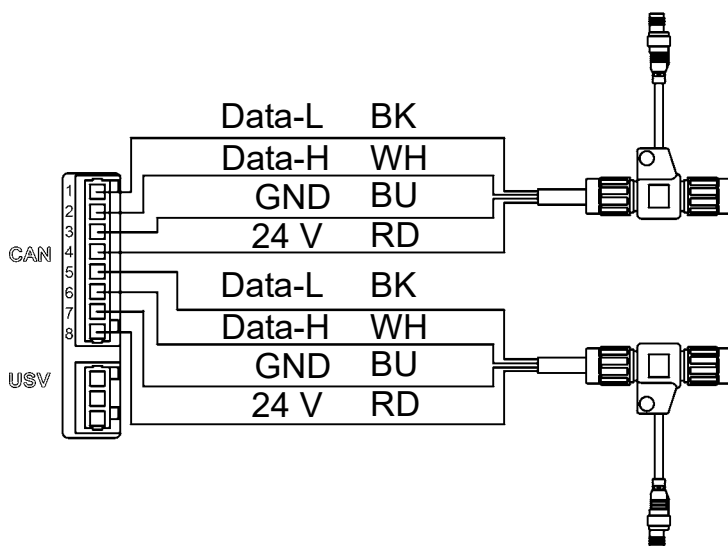 Data-L BK
Data-H WH
GND BU
24 V RD
1
2
3
4
5
6
7
8
CAN
Data-L BK
Data-H WH
GND BU
24 V RD
USV